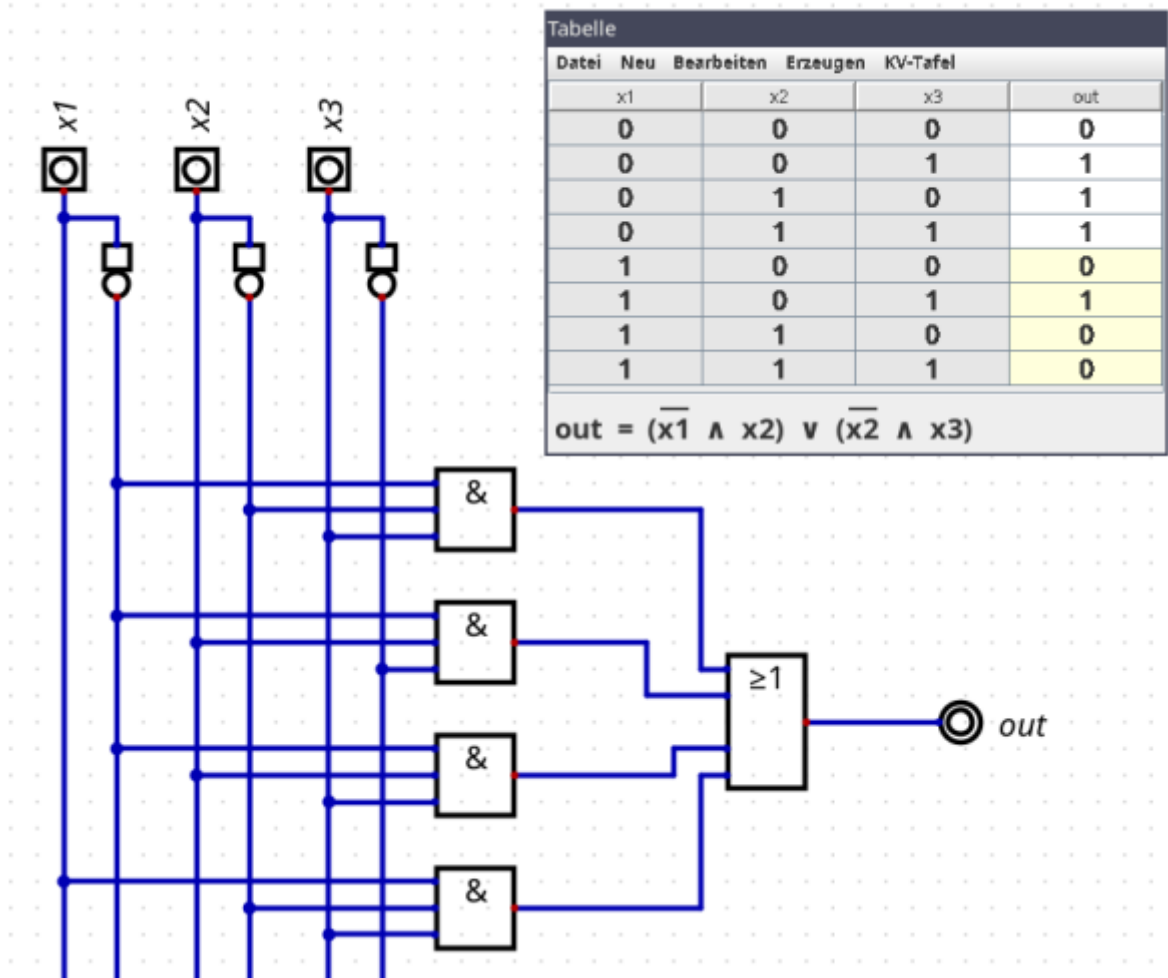 x1 x2 x3
Tabelle
Datei Neu Bearbeiten Erzeugen KV-Tafel
x1 x2 x3 out
0 0 0 0
0 0 1 1
0 1 0 1
0 1 1 1
1 0 0 0
1 0 1 1
1 1 0 0
1 1 1 0
out = (x̅1̅ ∧ x2) ∨ (x̅2̅ ∧ x3)
&
&
≥1
out
&
&